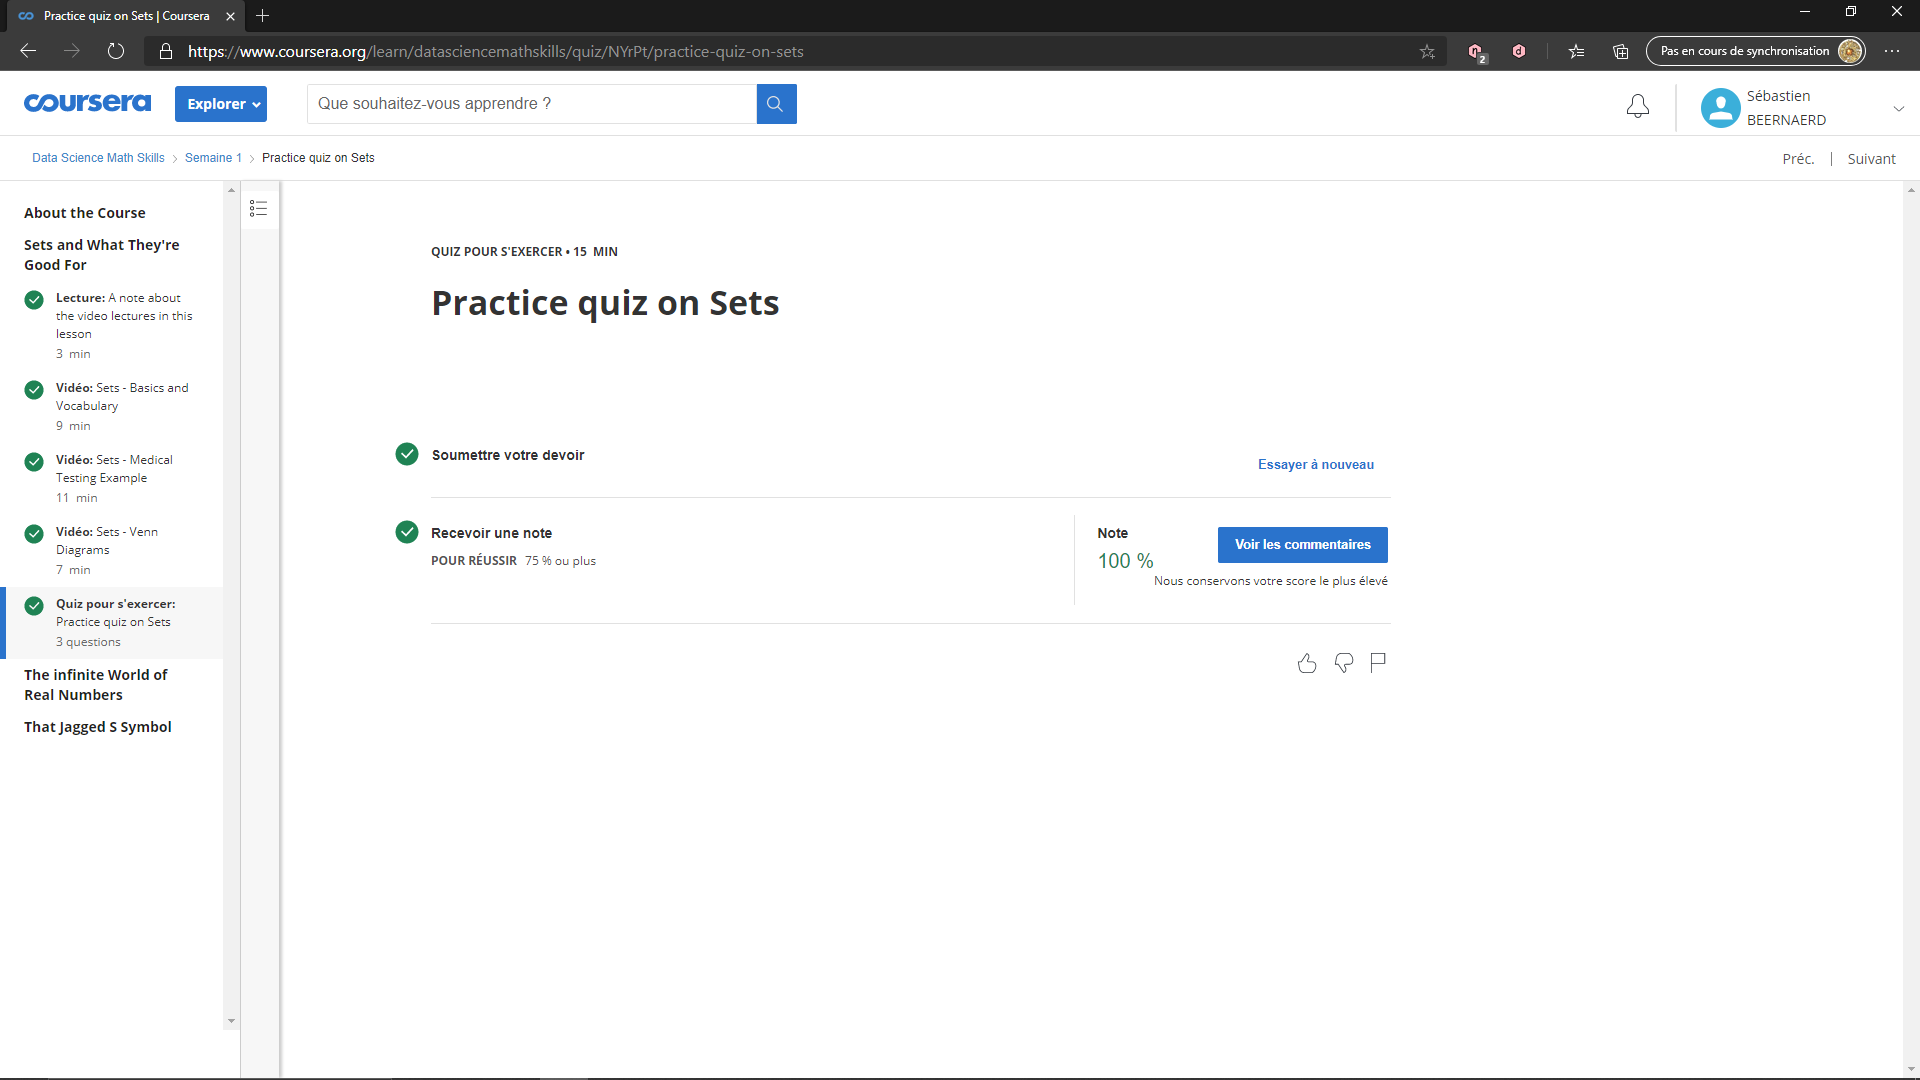 Practice quiz on Sets | Coursera
https://www.coursera.org/learn/datasciencemathskills/quiz/NYrPt/practice-quiz-on-sets
2
Pas en cours de synchronisation
coursera
Explorer
Que souhaitez-vous apprendre ?
Sébastien
BEERNAERD
Data Science Math Skills
Semaine 1
Practice quiz on Sets
Préc.
Suivant
About the Course
Sets and What They're
Good For
Lecture: A note about
the video lectures in this
lesson
3 min
Vidéo: Sets - Basics and
Vocabulary
9 min
Vidéo: Sets - Medical
Testing Example
11 min
Vidéo: Sets - Venn
Diagrams
7 min
Quiz pour s'exercer:
Practice quiz on Sets
3 questions
The infinite World of
Real Numbers
That Jagged S Symbol
QUIZ POUR S'EXERCER • 15 MIN
Practice quiz on Sets
Soumettre votre devoir
Essayer à nouveau
Recevoir une note
POUR RÉUSSIR 75 % ou plus
Note
100 %
Voir les commentaires
Nous conservons votre score le plus élevé